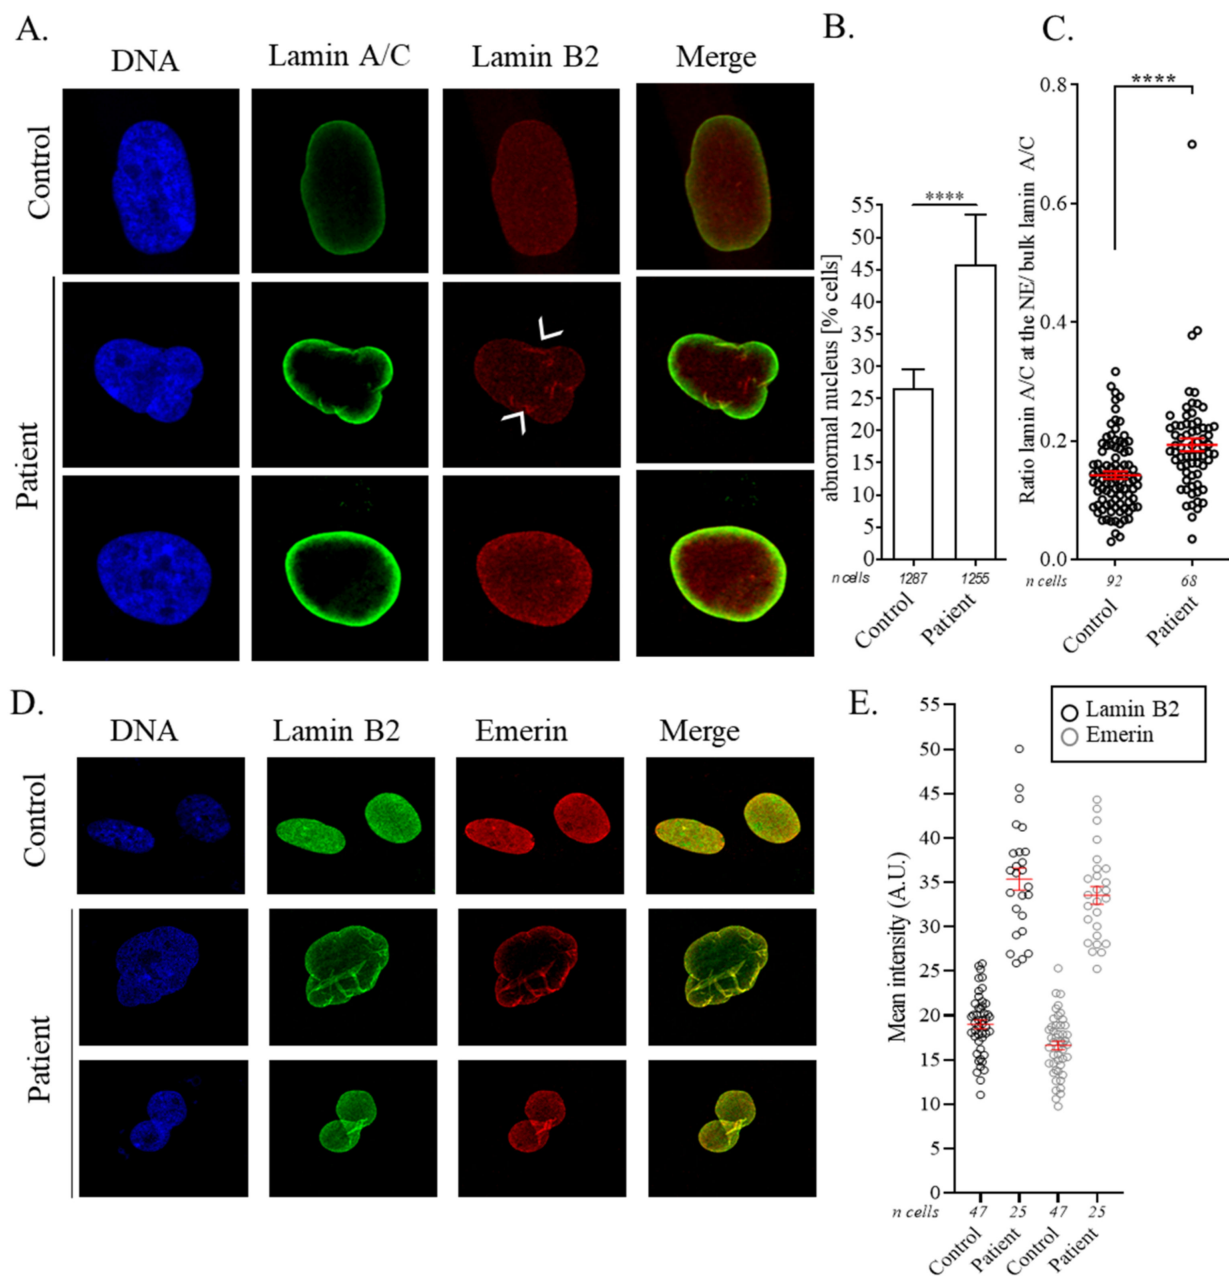 A.
DNA Lamin A/C Lamin B2 Merge
Control
Patient
B.
****
abnormal nucleus [% cells]
55
50
45
40
35
30
25
20
15
10
5
0
n cells 1287 1255
Control Patient
C.
****
Ratio lamin A/C at the NE/ bulk lamin A/C
0.8
0.6
0.4
0.2
0.0
n cells 92 68
Control Patient
D.
DNA Lamin B2 Emerin Merge
Control
Patient
E.
Lamin B2
Emerin
Mean intensity (A.U.)
55
50
45
40
35
30
25
20
15
10
5
0
n cells 47 25 47 25
Control Patient Control Patient